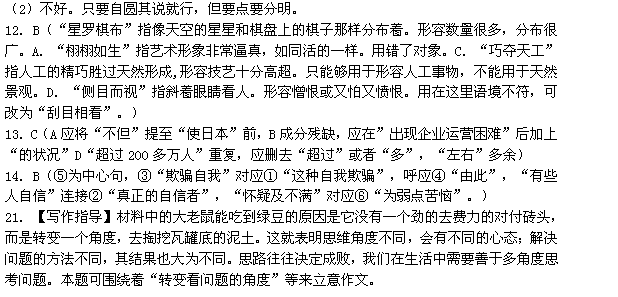 （2）不好。只要自圆其说就行，但要点要分明。
12. B（“星罗棋布”指像天空的星星和棋盘上的棋子那样分布着。形容数量很多，分布很
广。A. “栩栩如生”指艺术形象非常逼真，如同活的一样。用错了对象。C. “巧夺天工”
指人工的精巧胜过天然形成,形容技艺十分高超。只能够用于形容人工事物，不能用于天然
景观。D. “侧目而视”指斜着眼睛看人。形容憎恨或又怕又愤恨。用在这里语境不符，可
改为“刮目相看”。）
13. C（A应将“不但”提至“使日本”前，B成分残缺，应在”出现企业运营困难”后加上
“的状况”D“超过 200多万人”重复，应删去“超过”或者“多”，“左右”多余）
14. B（⑤为中心句，③“欺骗自我”对应①“这种自我欺骗”，呼应④“由此”，“有些
人自信”连接②“真正的自信者”，“怀疑及不满”对应⑥“为弱点苦恼”。）
21. 【写作指导】材料中的大老鼠能吃到绿豆的原因是它没有一个劲的去费力的对付砖头，
而是转变一个角度，去掏挖瓦罐底的泥土。这就表明思维角度不同，会有不同的心态；解决
问题的方法不同，其结果也大为不同。思路往往决定成败，我们在生活中需要善于多角度思
考问题。本题可围绕着“转变看问题的角度”等来立意作文。